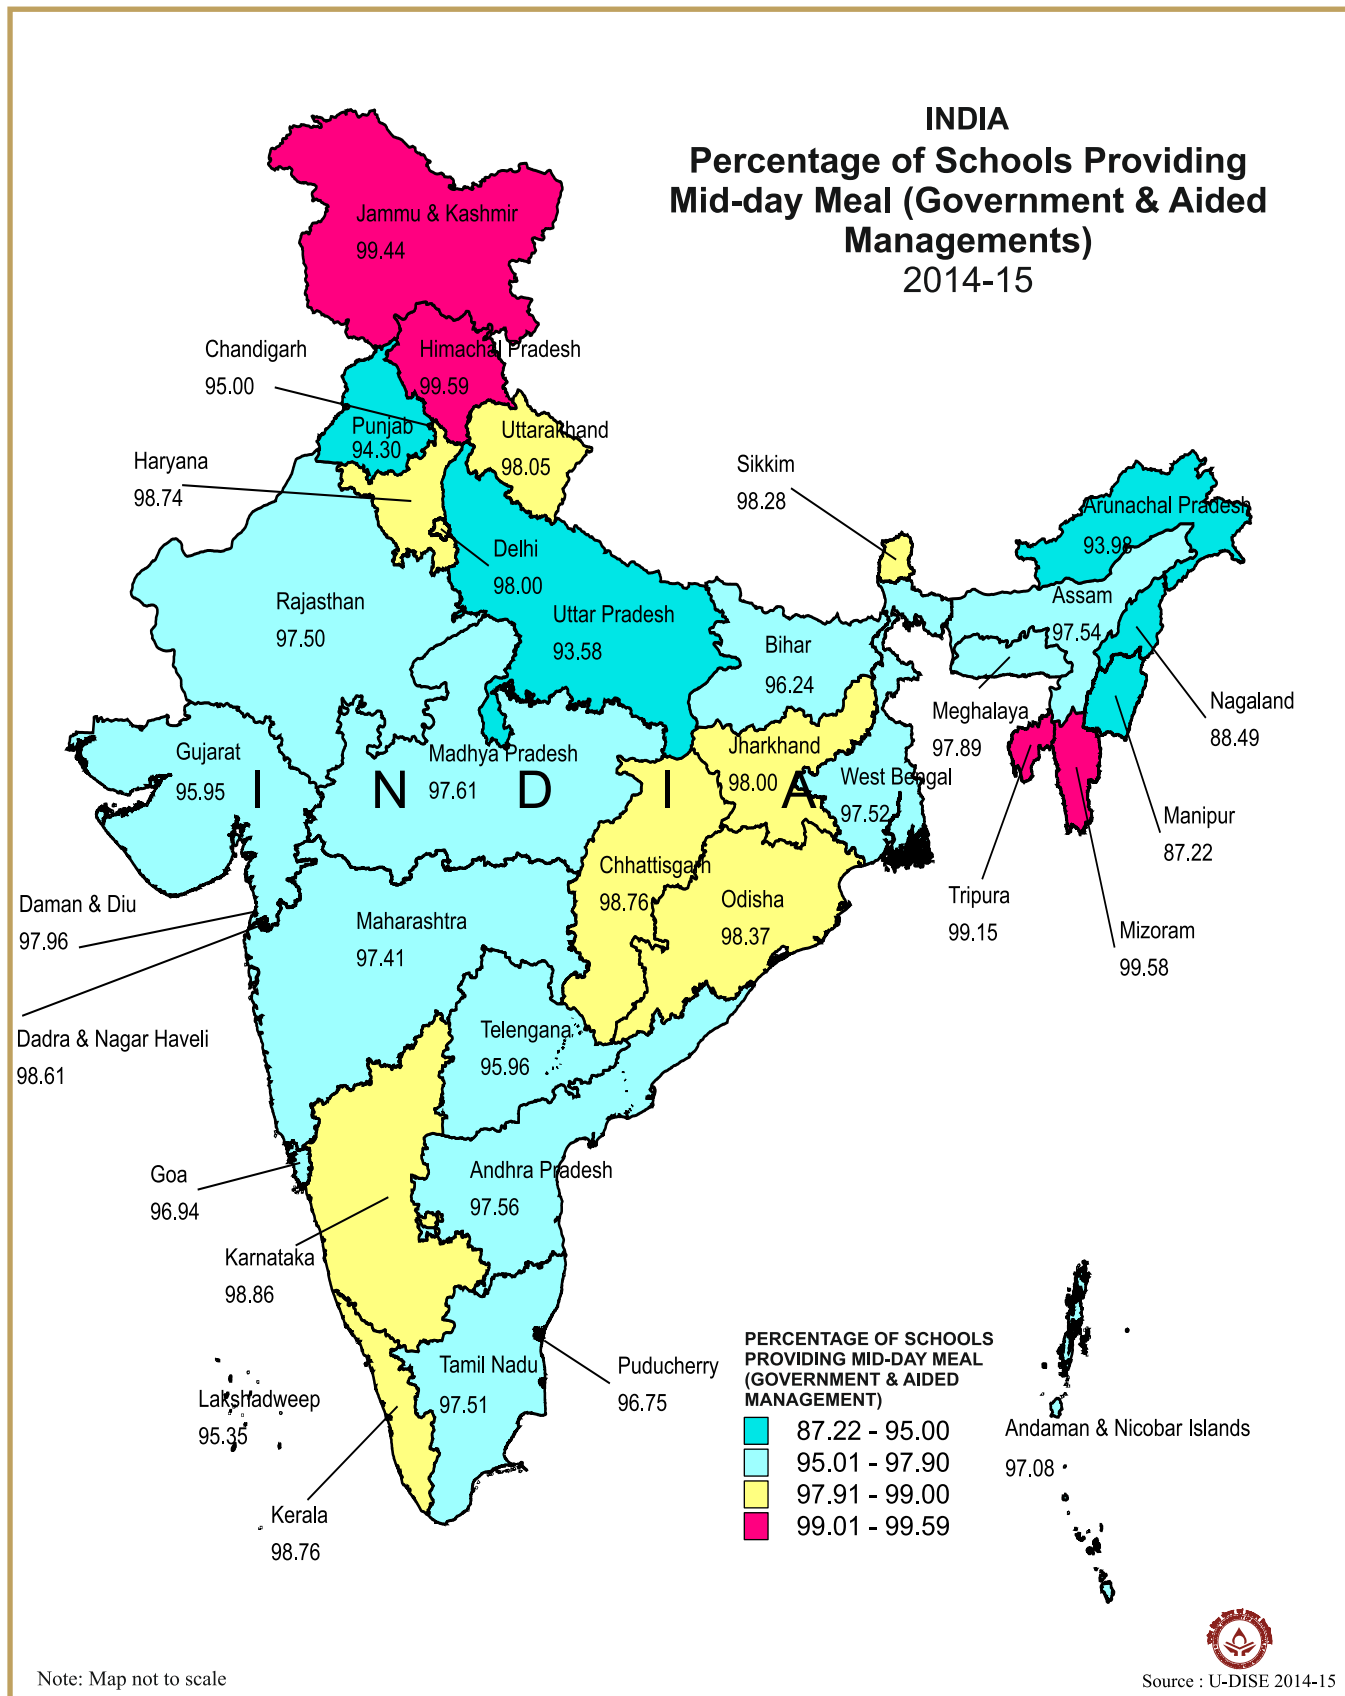 INDIA
Percentage of Schools Providing
Mid-day Meal (Government & Aided
Managements)
2014-15
Jammu & Kashmir
99.44
Chandigarh
95.00
Himachal Pradesh
99.59
Punjab
94.30
Uttarakhand
98.05
Haryana
98.74
Sikkim
98.28
Arunachal Pradesh
93.98
Delhi
98.00
Rajasthan
97.50
Uttar Pradesh
93.58
Bihar
96.24
Assam
97.54
Meghalaya
97.89
Nagaland
88.49
Gujarat
95.95
Madhya Pradesh
97.61
Jharkhand
98.00
West Bengal
97.52
I N D I A
Manipur
87.22
Chhattisgarh
98.76
Odisha
98.37
Tripura
99.15
Mizoram
99.58
Daman & Diu
97.96
Maharashtra
97.41
Dadra & Nagar Haveli
98.61
Telengana
95.96
Goa
96.94
Andhra Pradesh
97.56
Karnataka
98.86
Tamil Nadu
97.51
Puducherry
96.75
Lakshadweep
95.35
Kerala
98.76
PERCENTAGE OF SCHOOLS
PROVIDING MID-DAY MEAL
(GOVERNMENT & AIDED
MANAGEMENT)
87.22 - 95.00
95.01 - 97.90
97.91 - 99.00
99.01 - 99.59
Andaman & Nicobar Islands
97.08
Note: Map not to scale
Source : U-DISE 2014-15